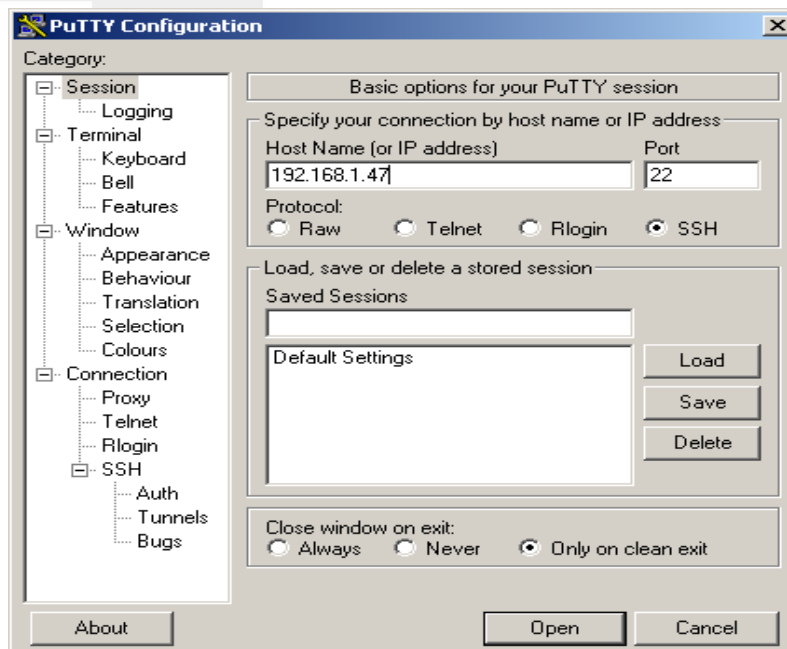 PuTTY Configuration
Category:
Session
Logging
Terminal
Keyboard
Bell
Features
Window
Appearance
Behaviour
Translation
Selection
Colours
Connection
Proxy
Telnet
Rlogin
SSH
Auth
Tunnels
Bugs
Basic options for your PuTTY session
Specify your connection by host name or IP address
Host Name (or IP address) Port
192.168.1.47 22
Protocol:
Raw Telnet Rlogin SSH
Load, save or delete a stored session
Saved Sessions
Default Settings
Load
Save
Delete
Close window on exit:
Always Never Only on clean exit
About Open Cancel